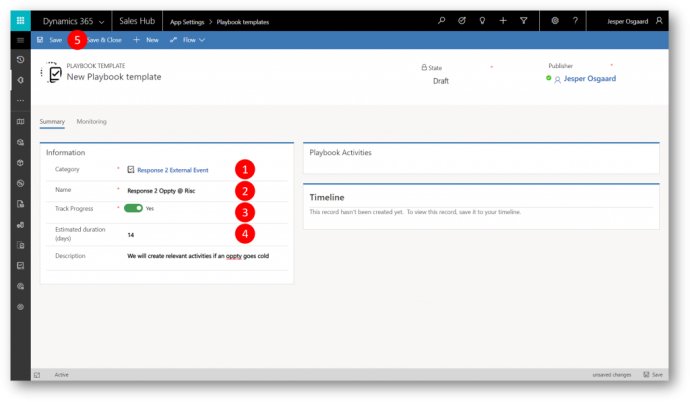 Dynamics 365 Sales Hub App Settings > Playbook templates Jesper Osgaard
Save 5 Save & Close New Flow
PLAYBOOK TEMPLATE
New Playbook template
State
Draft
Publisher
Jesper Osgaard
Summary Monitoring
Information
Category * Response 2 External Event 1
Name * Response 2 Oppty @ Risc 2
Track Progress * Yes 3
Estimated duration (days) 14 4
Description We will create relevant activities if an oppty goes cold
Playbook Activities
Timeline
This record hasn't been created yet. To view this record, save it to your timeline.
Active unsaved changes Save